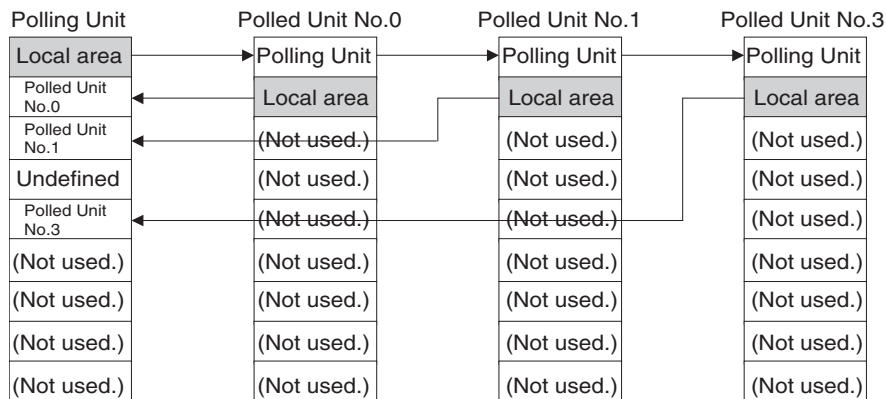 Polling Unit Polled Unit No.0 Polled Unit No.1 Polled Unit No.3
Local area Polling Unit Polling Unit Polling Unit
Polled Unit
No.0
Local area Local area Local area
Polled Unit
No.1
(Not used.) (Not used.) (Not used.)
Undefined (Not used.) (Not used.) (Not used.)
Polled Unit
No.3
(Not used.) (Not used.) (Not used.)
(Not used.) (Not used.) (Not used.) (Not used.)
(Not used.) (Not used.) (Not used.) (Not used.)
(Not used.) (Not used.) (Not used.) (Not used.)
(Not used.) (Not used.) (Not used.) (Not used.)